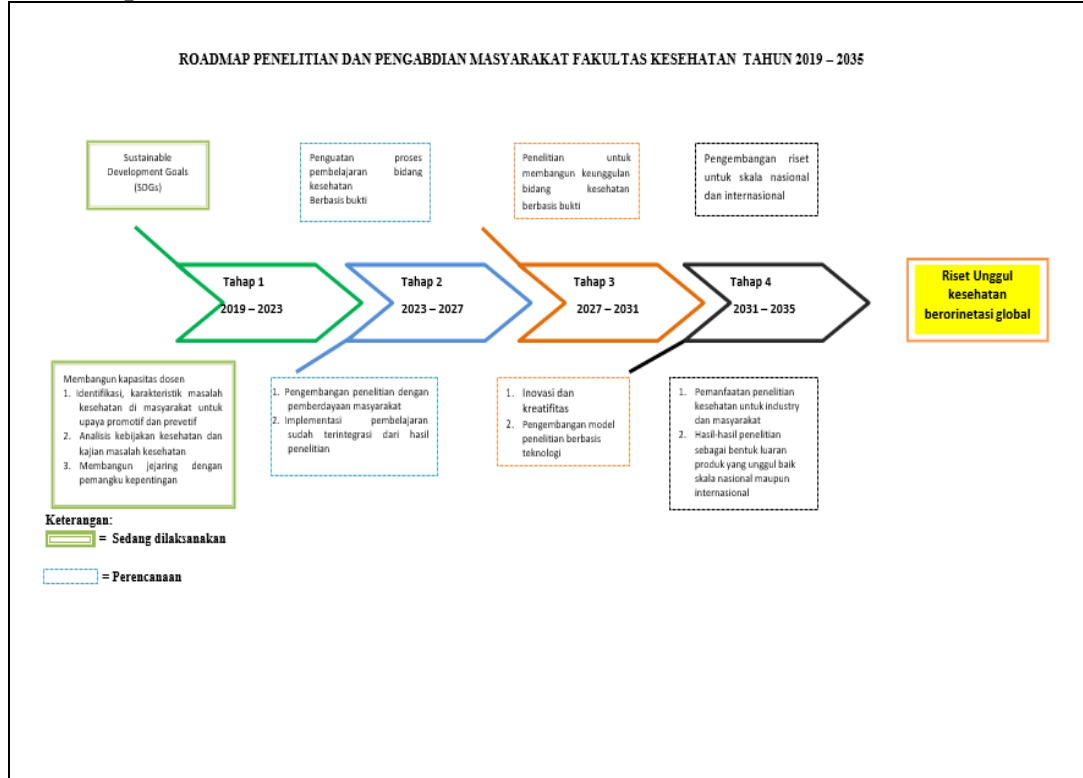 ROADMAP PENELITIAN DAN PENGABDIAN MASYARAKAT FAKULTAS KESEHATAN TAHUN 2019 – 2035
Sustainable
Development Goals
(SDGs)
Penguatan proses
pembelajaran bidang
kesehatan
Berbasis bukti
Penelitian untuk
membangun keunggulan
bidang kesehatan
berbasis bukti
Pengembangan riset
untuk skala nasional
dan internasional
Tahap 1
2019 – 2023
Tahap 2
2023 – 2027
Tahap 3
2027 – 2031
Tahap 4
2031 – 2035
Riset Unggul
kesehatan
berorinetasi global
Membangun kapasitas dosen
1. Identifikasi, karakteristik masalah
kesehatan di masyarakat untuk
upaya promotif dan prevetif
2. Analisis kebijakan kesehatan dan
kajian masalah kesehatan
3. Membangun jejaring dengan
pemangku kepentingan
1. Pengembangan penelitian dengan
pemberdayaan masyarakat
2. Implementasi pembelajaran
sudah terintegrasi dari hasil
penelitian
1. Inovasi dan
kreatifitas
2. Pengembangan model
penelitian berbasis
teknologi
1. Pemanfaatan penelitian
kesehatan untuk industry
dan masyarakat
2. Hasil-hasil penelitian
sebagai bentuk luaran
produk yang unggul baik
skala nasional maupun
internasional
Keterangan:
= Sedang dilaksanakan
= Perencanaan